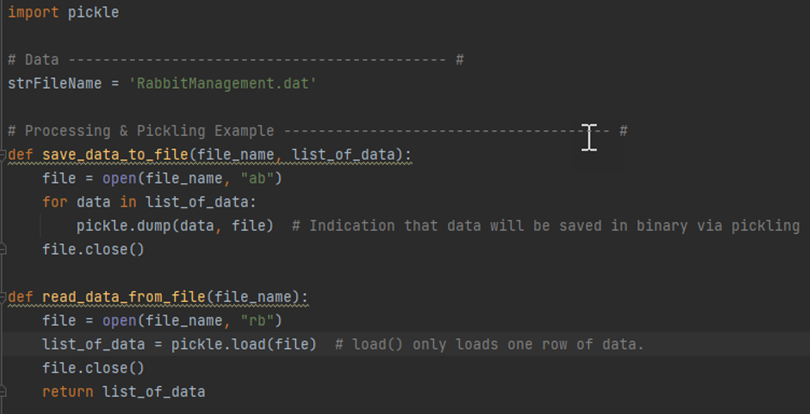 import pickle
# Data -------------------------------------------- #
strFileName = 'RabbitManagement.dat'
# Processing & Pickling Example -------------------------------------- #
def save_data_to_file(file_name, list_of_data):
    file = open(file_name, "ab")
    for data in list_of_data:
        pickle.dump(data, file)  # Indication that data will be saved in binary via pickling
    file.close()
def read_data_from_file(file_name):
    file = open(file_name, "rb")
    list_of_data = pickle.load(file)  # load() only loads one row of data.
    file.close()
    return list_of_data